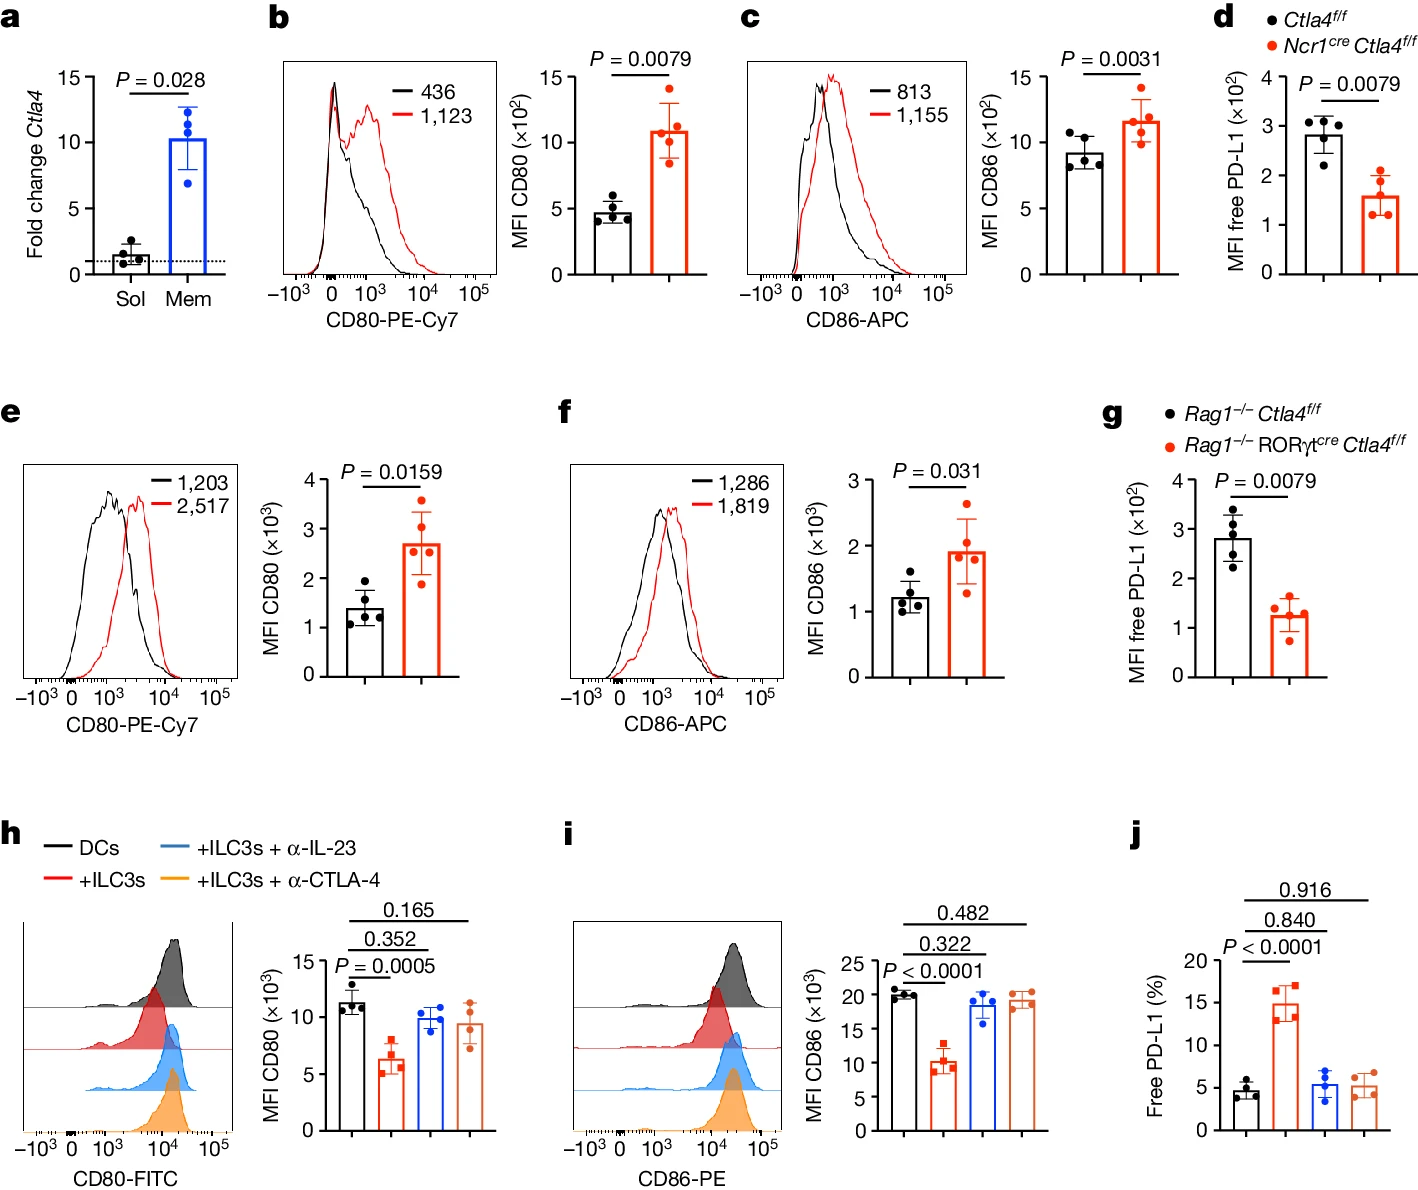 a
P = 0.028
Fold change Ctla4
15
10
5
0
Sol Mem
b
436
1,123
–10³ 0 10³ 10⁴ 10⁵
CD80-PE-Cy7
P = 0.0079
MFI CD80 (×10²)
15
10
5
0
c
813
1,155
–10³ 0 10³ 10⁴ 10⁵
CD86-APC
P = 0.0031
MFI CD86 (×10²)
15
10
5
0
d
Ctla4f/f
Ncr1cre Ctla4f/f
P = 0.0079
MFI free PD-L1 (×10²)
4
3
2
1
0
e
1,203
2,517
–10³ 0 10³ 10⁴ 10⁵
CD80-PE-Cy7
P = 0.0159
MFI CD80 (×10³)
4
3
2
1
0
f
1,286
1,819
–10³ 0 10³ 10⁴ 10⁵
CD86-APC
P = 0.031
MFI CD86 (×10³)
3
2
1
0
g
Rag1–/– Ctla4f/f
Rag1–/– RORγtcre Ctla4f/f
P = 0.0079
MFI free PD-L1 (×10²)
4
3
2
1
0
h
DCs
+ILC3s
+ILC3s + α-IL-23
+ILC3s + α-CTLA-4
–10³ 0 10³ 10⁴ 10⁵
CD80-FITC
0.165
0.352
P = 0.0005
MFI CD80 (×10³)
15
10
5
0
i
–10³ 0 10³ 10⁴ 10⁵
CD86-PE
0.482
0.322
P < 0.0001
MFI CD86 (×10³)
25
20
15
10
5
0
j
0.916
0.840
P < 0.0001
Free PD-L1 (%)
20
15
10
5
0